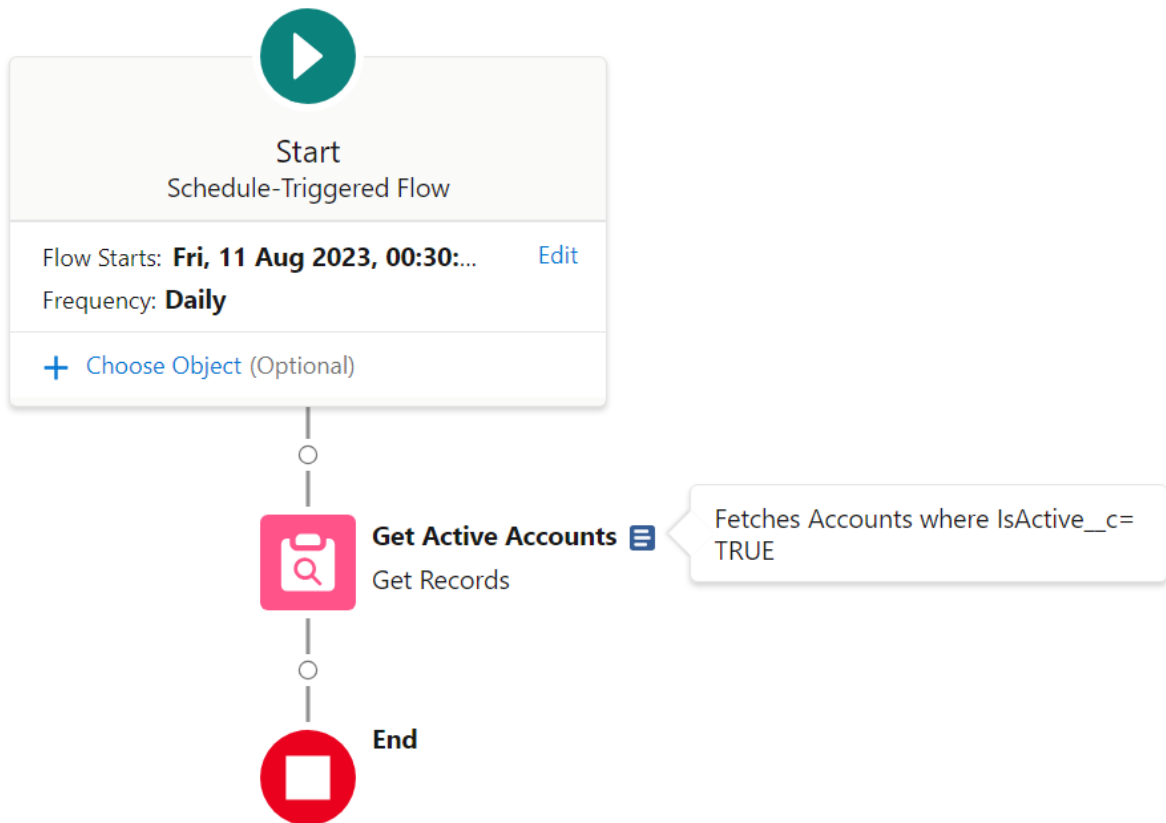 Start
Schedule-Triggered Flow
Flow Starts: Fri, 11 Aug 2023, 00:30:... Edit
Frequency: Daily
+ Choose Object (Optional)
Get Active Accounts
Get Records
Fetches Accounts where IsActive__c=
TRUE
End